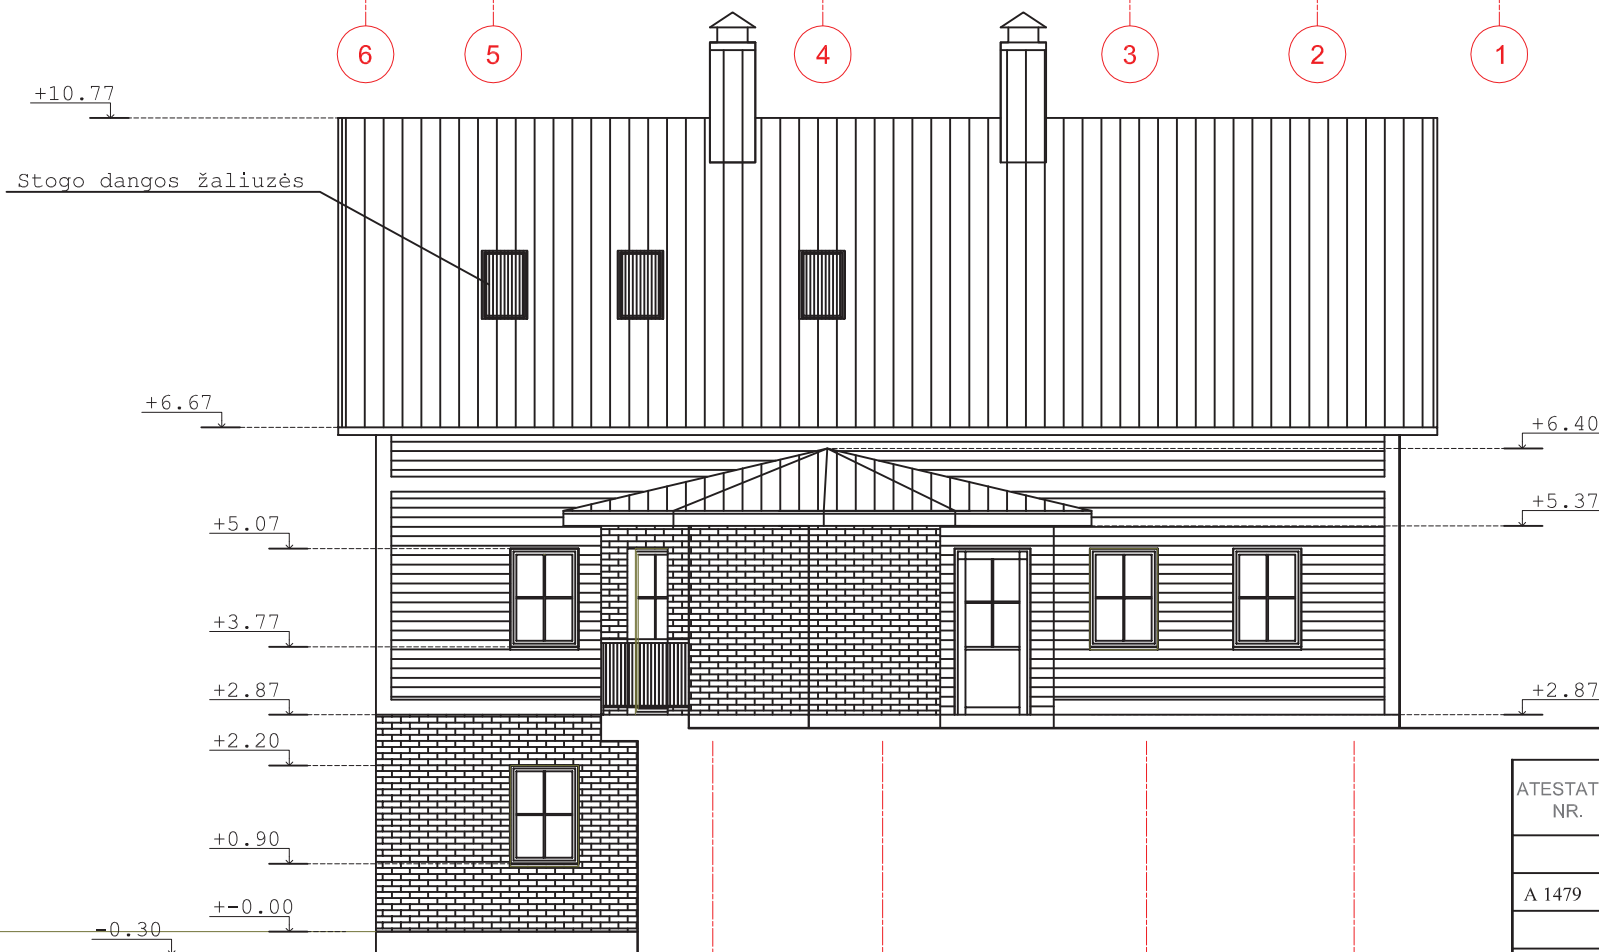 6 5 4 3 2 1
+10.77
Stogo dangos žaliuzės
+6.67
+6.40
+5.37
+5.07
+3.77
+2.87
+2.87
+2.20
+0.90
+-0.00
-0.30
ATESTAT
NR.
A 1479